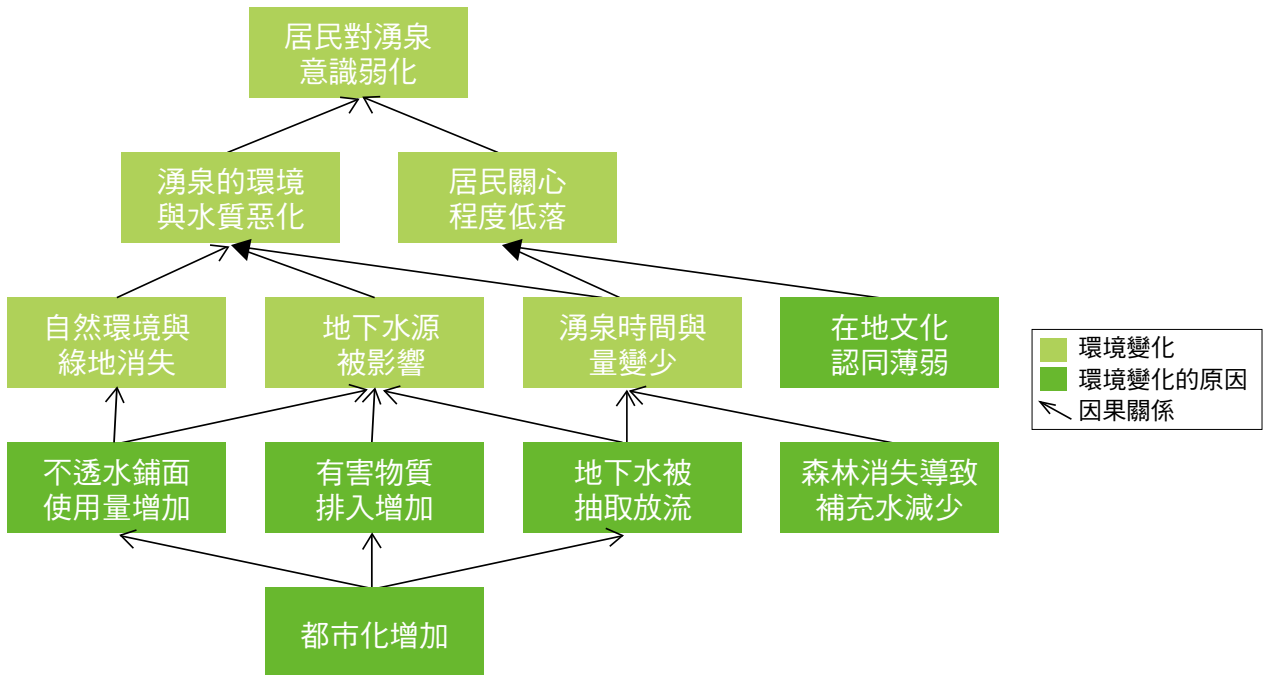 居民對湧泉
意識弱化
湧泉的環境
與水質惡化
居民關心
程度低落
自然環境與
綠地消失
地下水源
被影響
湧泉時間與
量變少
在地文化
認同薄弱
環境變化
環境變化的原因
因果關係
不透水鋪面
使用量增加
有害物質
排入增加
地下水被
抽取放流
森林消失導致
補充水減少
都市化增加